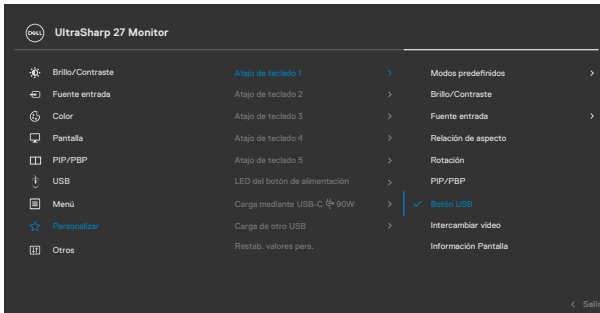 DELL
UltraSharp 27 Monitor
Brillo/Contraste
Fuente entrada
Color
Pantalla
PIP/PBP
USB
Menú
Personalizar
Otros
Atajo de teclado 1
Atajo de teclado 2
Atajo de teclado 3
Atajo de teclado 4
Atajo de teclado 5
LED del botón de alimentación
Carga mediante USB-C 90W
Carga de otro USB
Restab. valores pers.
Modos predefinidos
Brillo/Contraste
Fuente entrada
Relación de aspecto
Rotación
PIP/PBP
Botón USB
Intercambiar vídeo
Información Pantalla
Salir